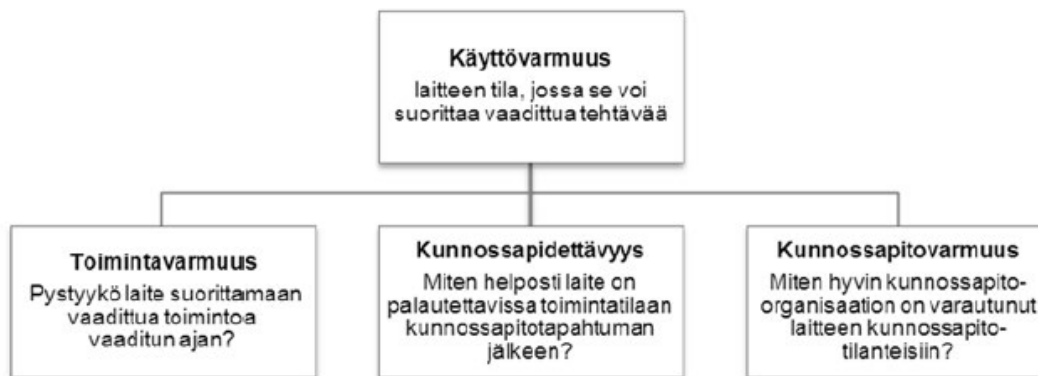 Käyttövarmuus
laitteen tila, jossa se voi
suorittaa vaadittua tehtävää
Toimintavarmuus
Pystyykö laite suorittamaan
vaadittua toimintoa
vaaditun ajan?
Kunnossapidettävyys
Miten helposti laite on
palautettavissa toimintatilaan
kunnossapitotapahtuman
jälkeen?
Kunnossapitovarmuus
Miten hyvin kunnossapito-
organisaation on varautunut
laitteen kunnossapito-
tilanteisiin?